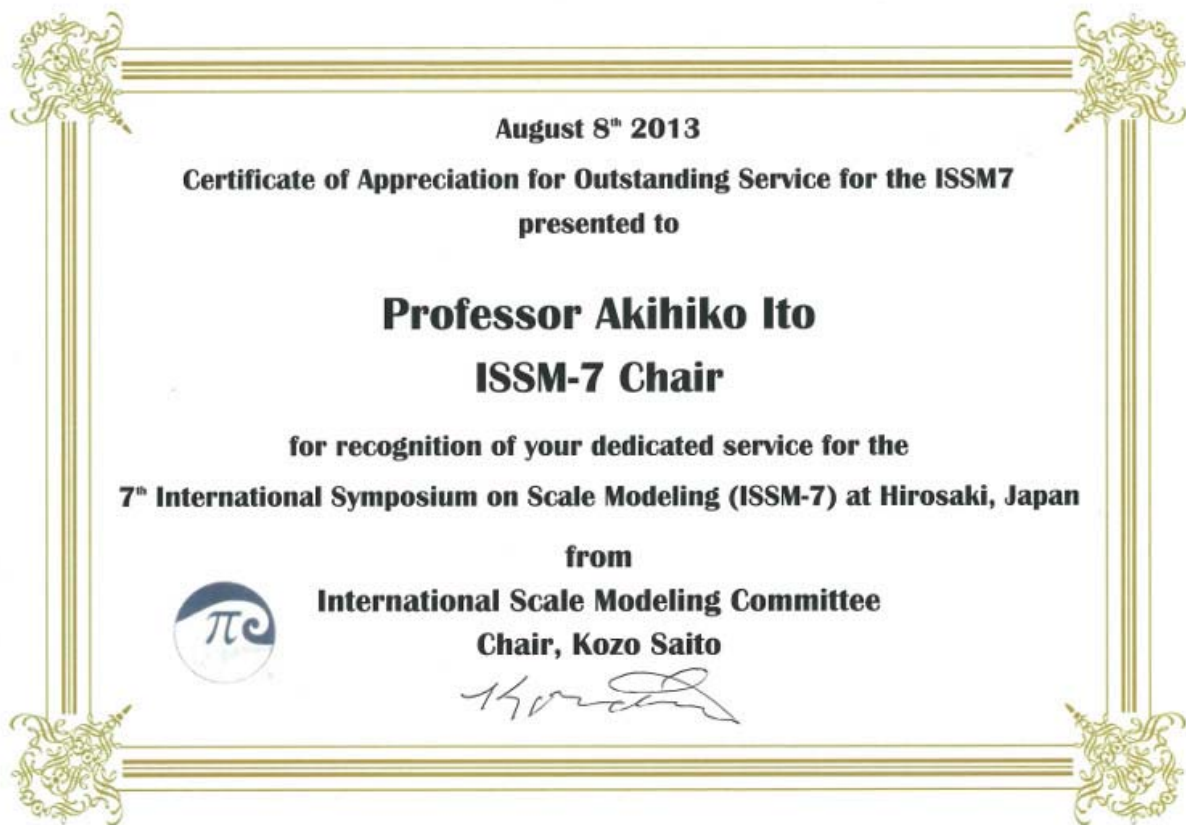 August 8th 2013
Certificate of Appreciation for Outstanding Service for the ISSM7
presented to
Professor Akihiko Ito
ISSM-7 Chair
for recognition of your dedicated service for the
7th International Symposium on Scale Modeling (ISSM-7) at Hirosaki, Japan
from
International Scale Modeling Committee
Chair, Kozo Saito
π